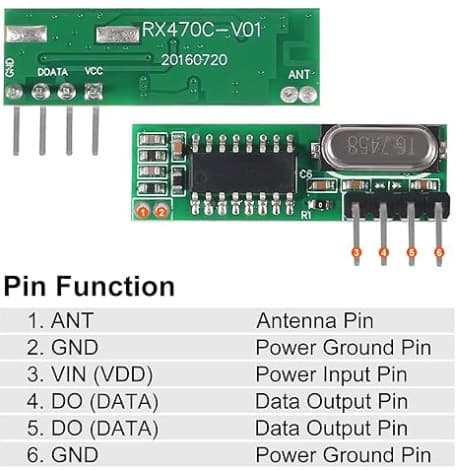 RX470C-V01
20160720
GND
DOATA
VCC
ANT
6.7458
C6
R1
1 2
3 4 5 6
Pin Function
1. ANT Antenna Pin
2. GND Power Ground Pin
3. VIN (VDD) Power Input Pin
4. DO (DATA) Data Output Pin
5. DO (DATA) Data Output Pin
6. GND Power Ground Pin